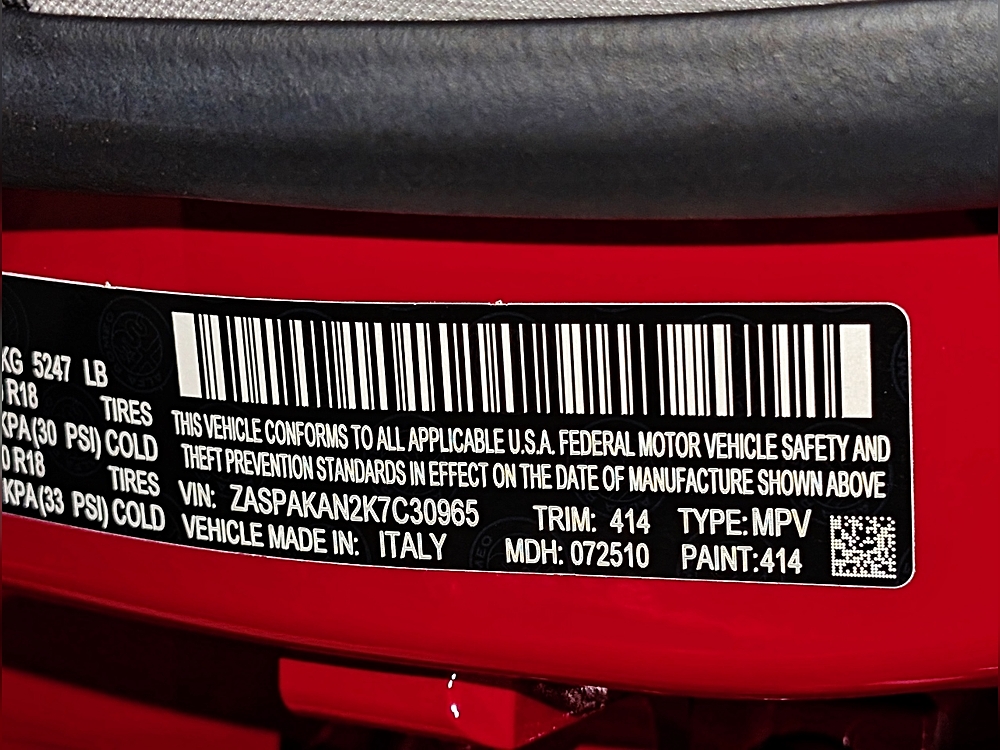 KG 5247 LB
R18 TIRES
KPA(30 PSI) COLD
0 R18 TIRES
KPA(33 PSI) COLD
THIS VEHICLE CONFORMS TO ALL APPLICABLE U.S.A. FEDERAL MOTOR VEHICLE SAFETY AND
THEFT PREVENTION STANDARDS IN EFFECT ON THE DATE OF MANUFACTURE SHOWN ABOVE
VIN: ZASPAKAN2K7C30965 TRIM: 414 TYPE: MPV
VEHICLE MADE IN: ITALY MDH: 072510 PAINT:414